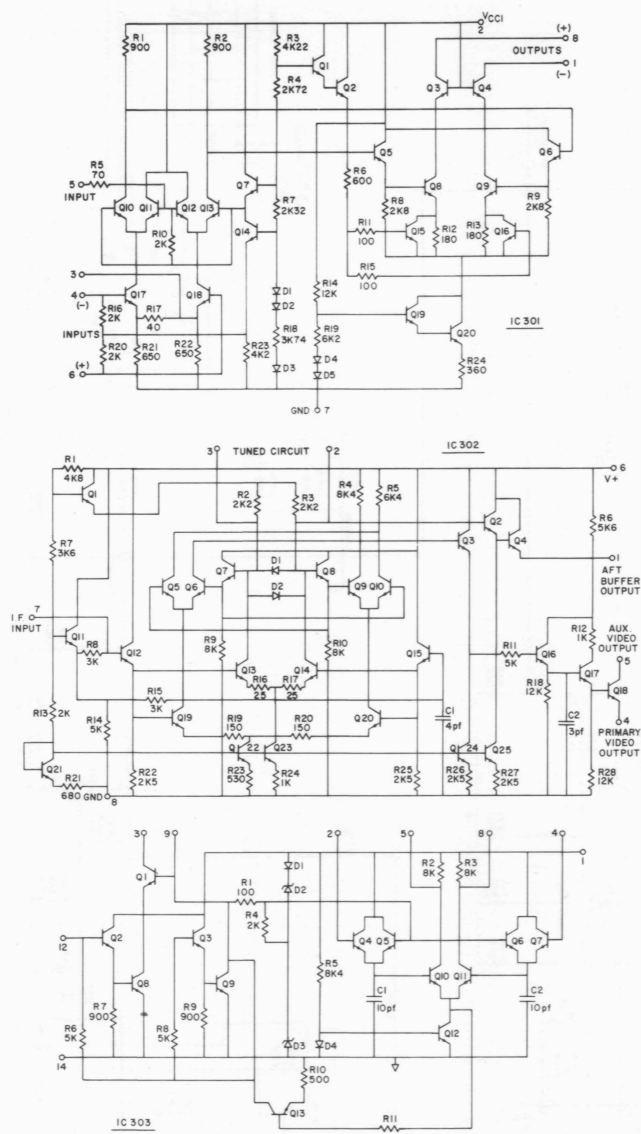 R1
900
R2
900
R3
4K22
R4
2K72
Q1
Q2
VCC1
2
Q3
Q4
(+)
8
OUTPUTS
1
(-)
R5
70
5
INPUT
Q10
Q11
Q12
Q13
Q7
Q14
R10
2K
R7
2K32
R6
600
Q5
Q6
Q8
Q9
R8
2K8
R9
2K8
R11
100
Q15
R12
180
R13
180
Q16
R15
100
3
4
(-)
INPUTS
(+)
6
Q17
Q18
R16
2K
R17
40
R20
2K
R21
650
R22
650
R23
4K2
D1
D2
R18
3K74
D3
R14
12K
R19
6K2
D4
D5
Q19
Q20
R24
360
IC 301
GND 7
3 TUNED CIRCUIT 2
IC302
R1
4K8
Q1
R2
2K2
R3
2K2
R4
8K4
R5
6K4
6
V+
Q2
Q3
Q4
R6
5K6
R7
3K6
Q5
Q6
Q7
D1
D2
Q8
Q9
Q10
1
AFT
BUFFER
OUTPUT
7
I.F.
INPUT
Q11
R8
3K
Q12
R9
8K
R10
8K
Q13
Q14
Q15
R11
5K
Q16
R12
1K
AUX. VIDEO
OUTPUT
5
Q17
Q18
4
PRIMARY
VIDEO
OUTPUT
R13
2K
R14
5K
R15
3K
R16
25
R17
25
C1
4pf
R18
12K
C2
3pf
Q19
R19
150
R20
150
Q20
Q21
R21
680
Q 22
Q23
Q 24
Q25
R22
2K5
R23
530
R24
1K
R25
2K5
R26
2K5
R27
2K5
R28
12K
GND 8
3
9
2
5
8
4
1
Q1
R1
100
D1
D2
R2
8K
R3
8K
12
Q2
Q3
R4
2K
Q4
Q5
Q6
Q7
Q8
Q9
R5
8K4
Q10
Q11
R7
900
R9
900
R6
5K
R8
5K
C1
10pf
C2
10pf
D3
D4
Q12
14
R10
500
Q13
R11
IC 303